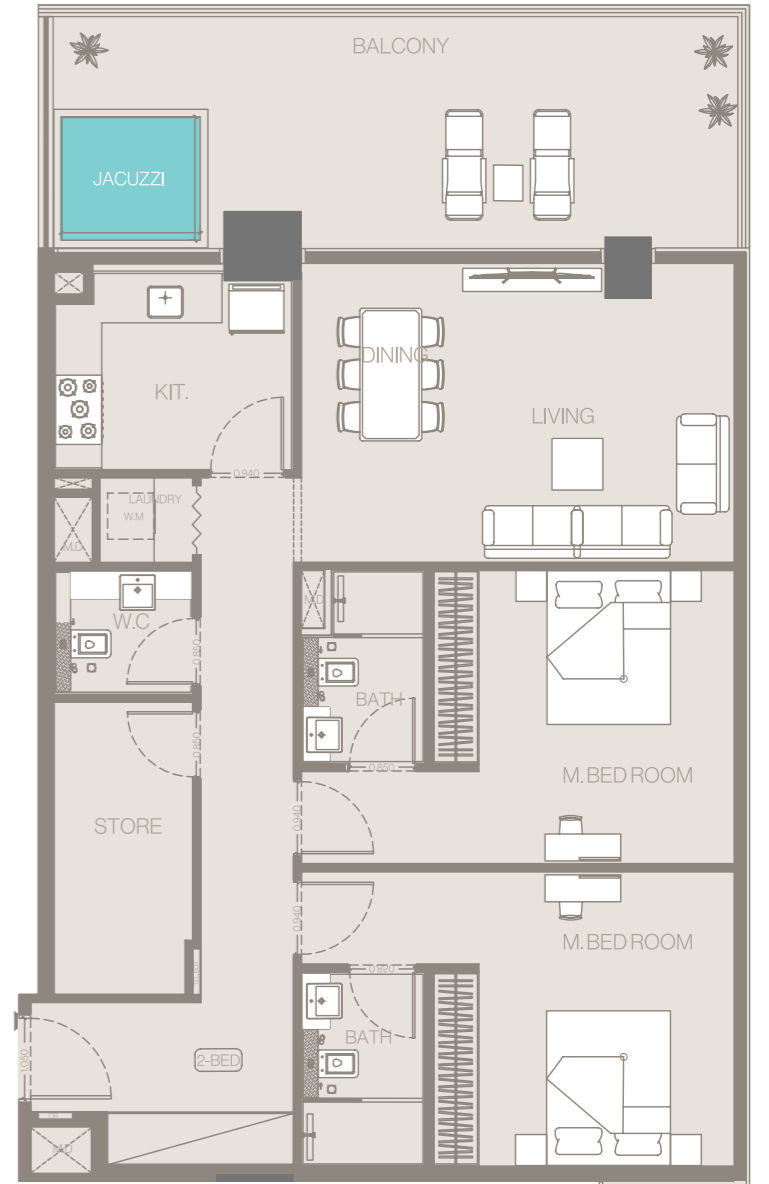 BALCONY
JACUZZI
DINING
KIT.
LIVING
0.940
LAUNDRY
W.M
M.D
M.D
W.C
0.850
BATH
0.850
0.850
M. BED ROOM
STORE
0.940
0.940
M. BED ROOM
0.850
BATH
2-BED
1.050
M.D